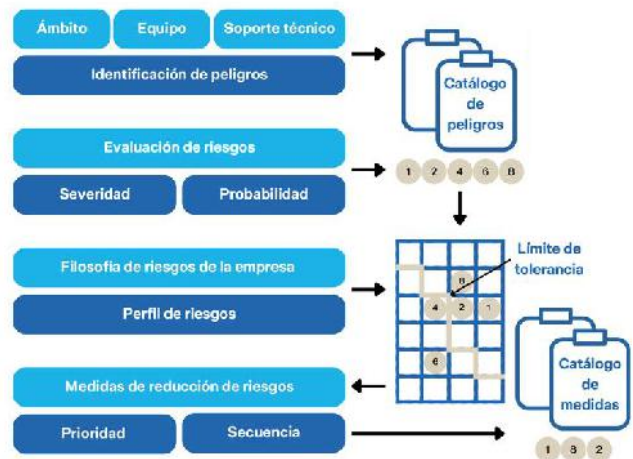 Ámbito
Equipo
Soporte técnico
Identificación de peligros
Catálogo
de
peligros
Evaluación de riesgos
Severidad
Probabilidad
1 2 4 6 8
Filosofía de riesgos de la empresa
Perfil de riesgos
Límite de
tolerancia
8
4 2 1
6
Medidas de reducción de riesgos
Prioridad
Secuencia
Catálogo
de
medidas
1 8 2